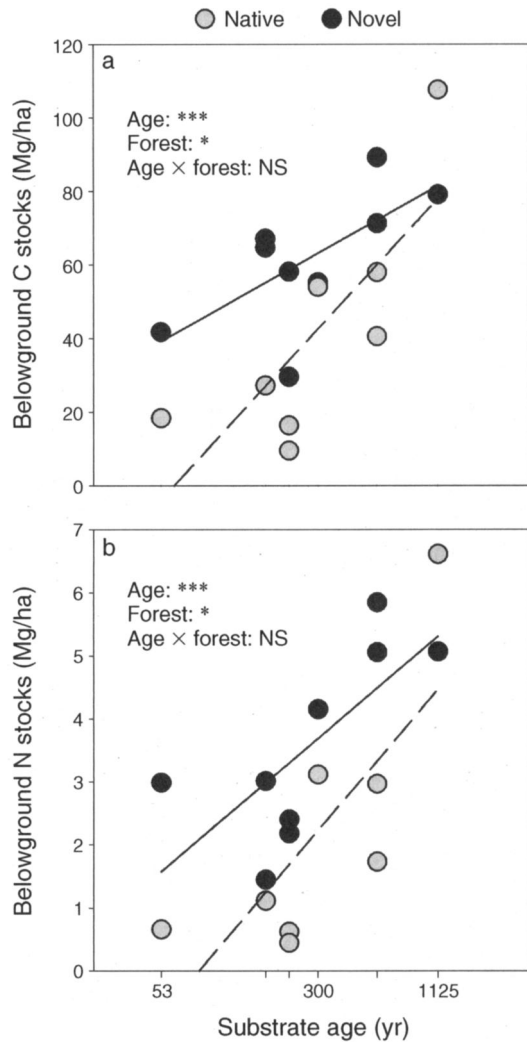 Native Novel
a
Age: ***
Forest: *
Age × forest: NS
Belowground C stocks (Mg/ha)
120
100
80
60
40
20
0
b
Age: ***
Forest: *
Age × forest: NS
Belowground N stocks (Mg/ha)
7
6
5
4
3
2
1
0
53 300 1125
Substrate age (yr)